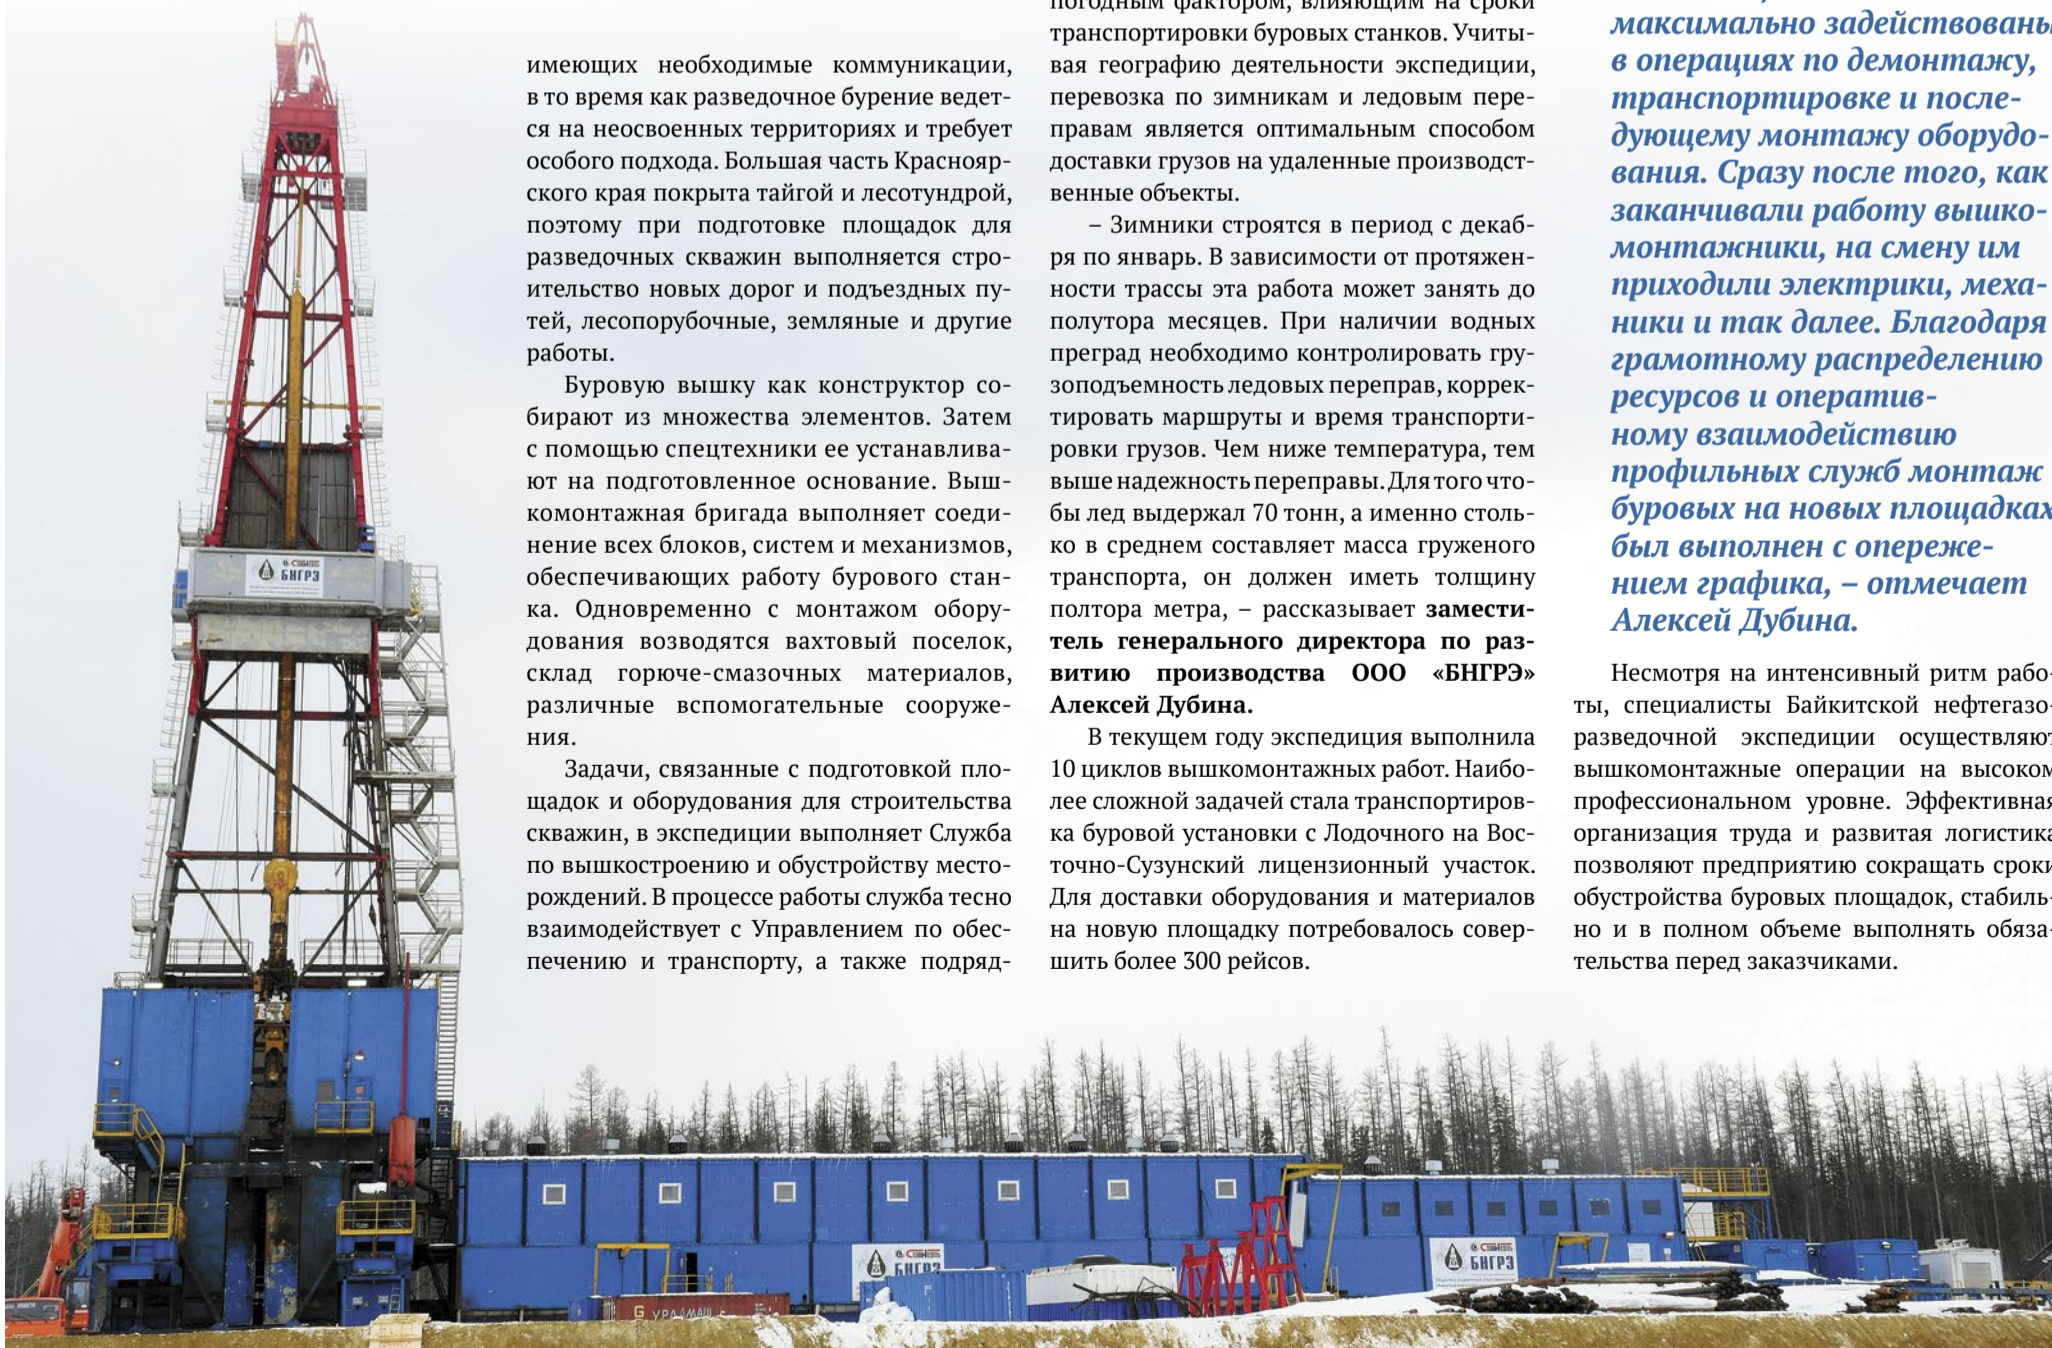 имеющих необходимые коммуникации,
в то время как разведочное бурение ведет-
ся на неосвоенных территориях и требует
особого подхода. Большая часть Краснояр-
ского края покрыта тайгой и лесотундрой,
поэтому при подготовке площадок для
разведочных скважин выполняется стро-
ительство новых дорог и подъездных пу-
тей, лесопорубочные, земляные и другие
работы.
Буровую вышку как конструктор со-
бирают из множества элементов. Затем
с помощью спецтехники ее устанавлива-
ют на подготовленное основание. Выш-
комонтажная бригада выполняет соеди-
нение всех блоков, систем и механизмов,
обеспечивающих работу бурового стан-
ка. Одновременно с монтажом обору-
дования возводятся вахтовый поселок,
склад горюче-смазочных материалов,
различные вспомогательные сооруже-
ния.
Задачи, связанные с подготовкой пло-
щадок и оборудования для строительства
скважин, в экспедиции выполняет Служба
по вышкостроению и обустройству место-
рождений. В процессе работы служба тесно
взаимодействует с Управлением по обес-
печению и транспорту, а также подряд-
погодным фактором, влияющим на сроки
транспортировки буровых станков. Учиты-
вая географию деятельности экспедиции,
перевозка по зимникам и ледовым пере-
правам является оптимальным способом
доставки грузов на удаленные производст-
венные объекты.
– Зимники строятся в период с декаб-
ря по январь. В зависимости от протяжен-
ности трассы эта работа может занять до
полутора месяцев. При наличии водных
преград необходимо контролировать гру-
зоподъемность ледовых переправ, коррек-
тировать маршруты и время транспорти-
ровки грузов. Чем ниже температура, тем
выше надежность переправы. Для того что-
бы лед выдержал 70 тонн, а именно столь-
ко в среднем составляет масса груженого
транспорта, он должен иметь толщину
полтора метра, – рассказывает замести-
тель генерального директора по раз-
витию производства ООО «БНГРЭ»
Алексей Дубина.
В текущем году экспедиция выполнила
10 циклов вышкомонтажных работ. Наибо-
лее сложной задачей стала транспортиров-
ка буровой установки с Лодочного на Вос-
точно-Сузунский лицензионный участок.
Для доставки оборудования и материалов
на новую площадку потребовалось совер-
шить более 300 рейсов.
максимально задействованы
в операциях по демонтажу,
транспортировке и после-
дующему монтажу оборудо-
вания. Сразу после того, как
заканчивали работу вышко-
монтажники, на смену им
приходили электрики, меха-
ники и так далее. Благодаря
грамотному распределению
ресурсов и оператив-
ному взаимодействию
профильных служб монтаж
буровых на новых площадках
был выполнен с опереже-
нием графика, – отмечает
Алексей Дубина.
Несмотря на интенсивный ритм рабо-
ты, специалисты Байкитской нефтегазо-
разведочной экспедиции осуществляют
вышкомонтажные операции на высоком
профессиональном уровне. Эффективная
организация труда и развитая логистика
позволяют предприятию сокращать сроки
обустройства буровых площадок, стабиль-
но и в полном объеме выполнять обяза-
тельства перед заказчиками.
БНГРЭ
БНГРЭ
БНГРЭ
УРАЛМАШ